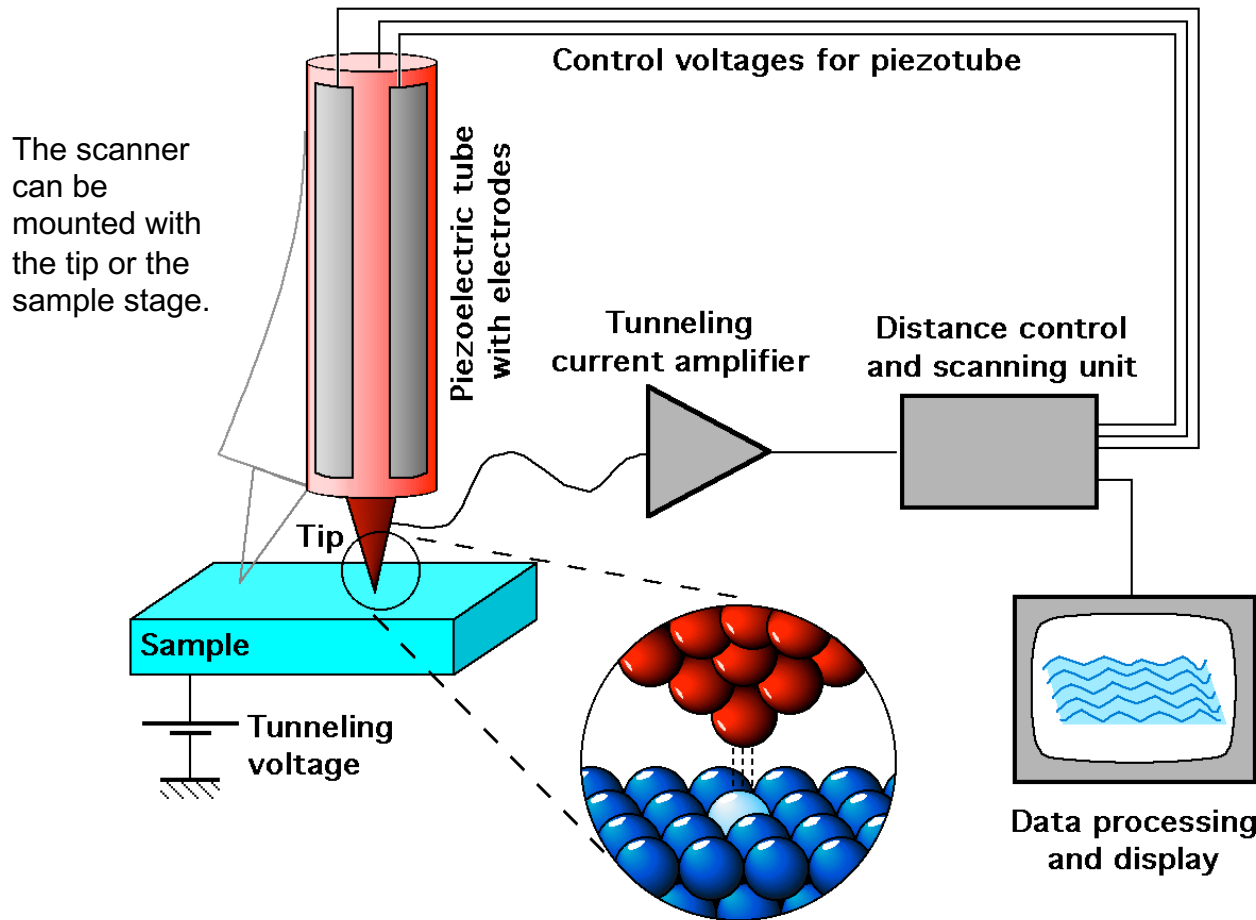 Control voltages for piezotube
The scanner
can be
mounted with
the tip or the
sample stage.
Piezoelectric tube
with electrodes
Tunneling
current amplifier
Distance control
and scanning unit
Tip
Sample
Tunneling
voltage
Data processing
and display